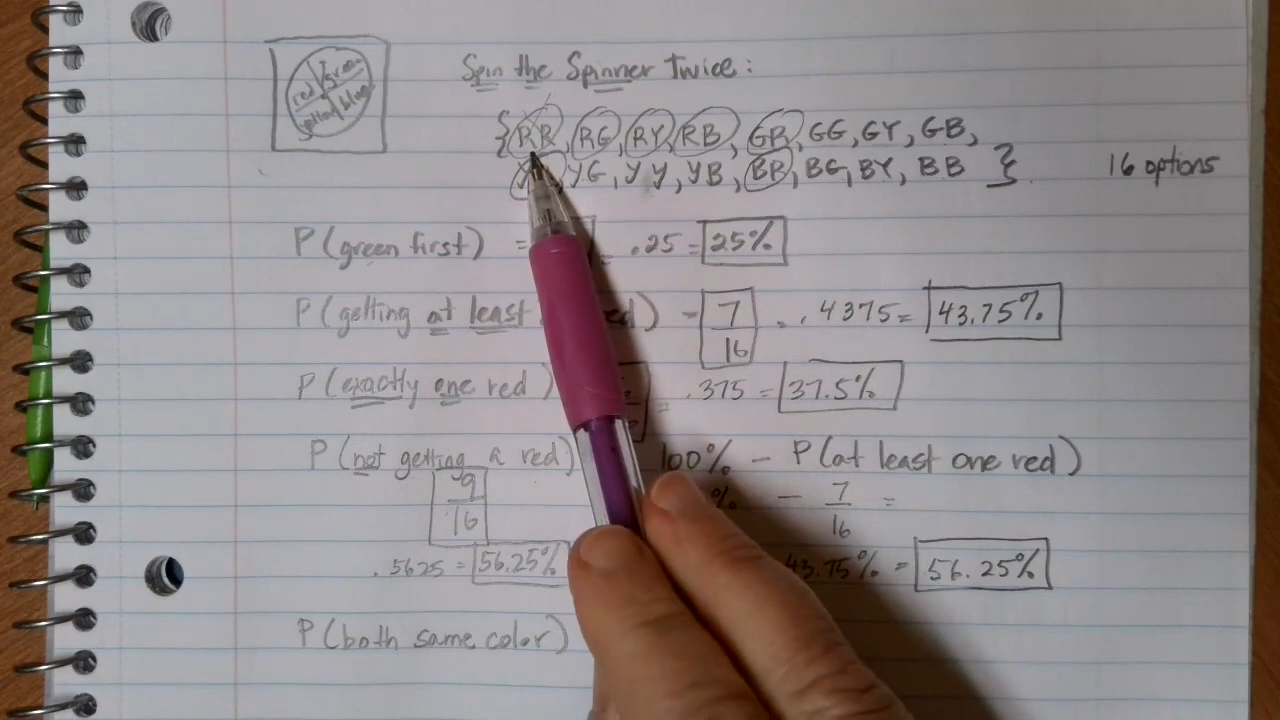 red green
yellow blue
Spin the Spinner Twice:
{RR, RG, RY, RB, GR, GG, GY, GB,
Y YG, YY, YB, BR, BG, BY, BB }
16 options
P(green first) = = .25 = 25%
P(getting at least red) = 7/16 = .4375 = 43.75%
P(exactly one red) = .375 = 37.5%
P(not getting a red) 100% - P(at least one red)
9/16 % - 7/16 =
.5625 = 56.25% 43.75% = 56.25%
P(both same color)